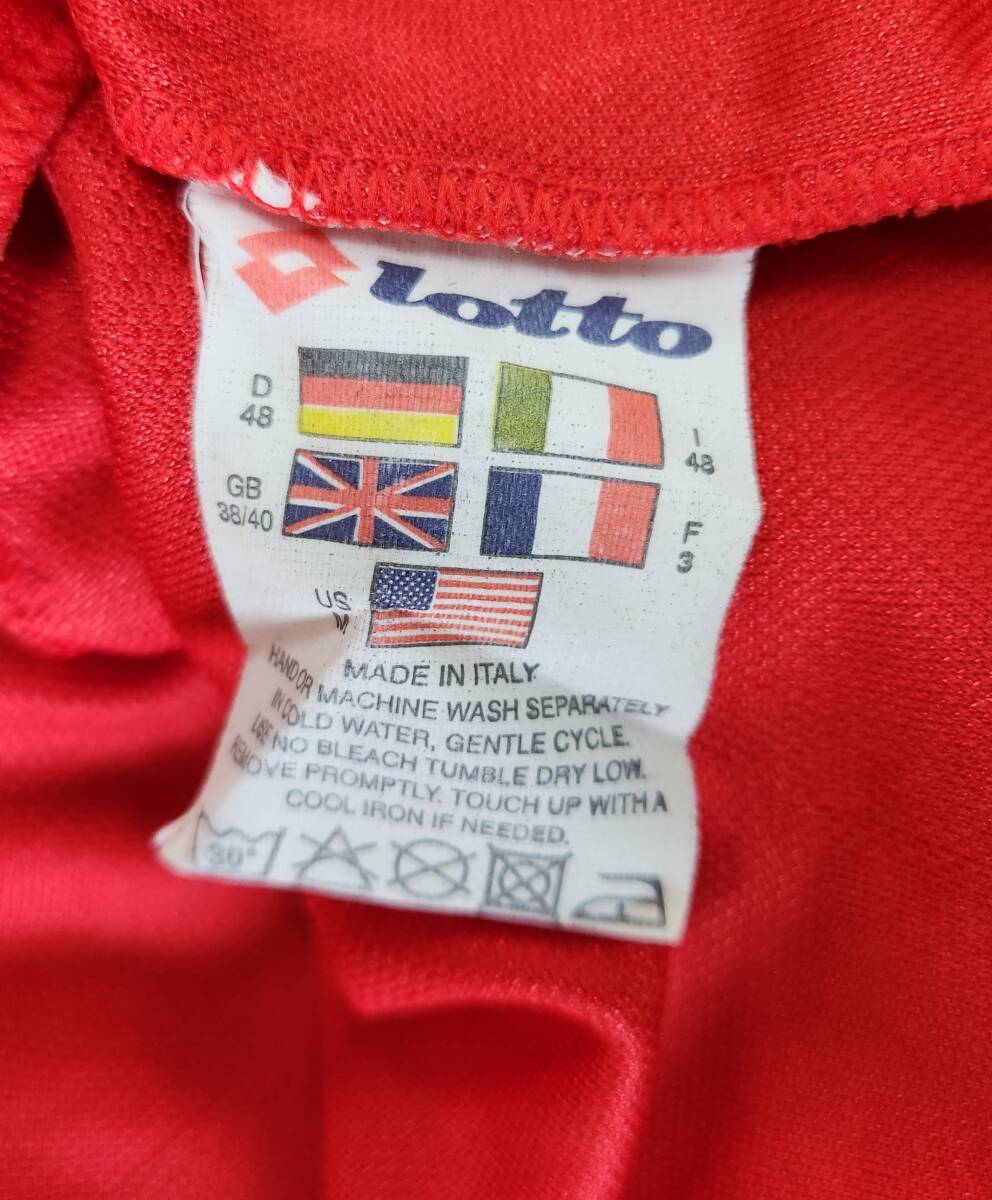 lotto
D
48
I
48
GB
38/40
F
3
US
M
MADE IN ITALY
HAND OR MACHINE WASH SEPARATELY
IN COLD WATER, GENTLE CYCLE.
USE NO BLEACH TUMBLE DRY LOW.
REMOVE PROMPTLY. TOUCH UP WITH A
COOL IRON IF NEEDED.
30°